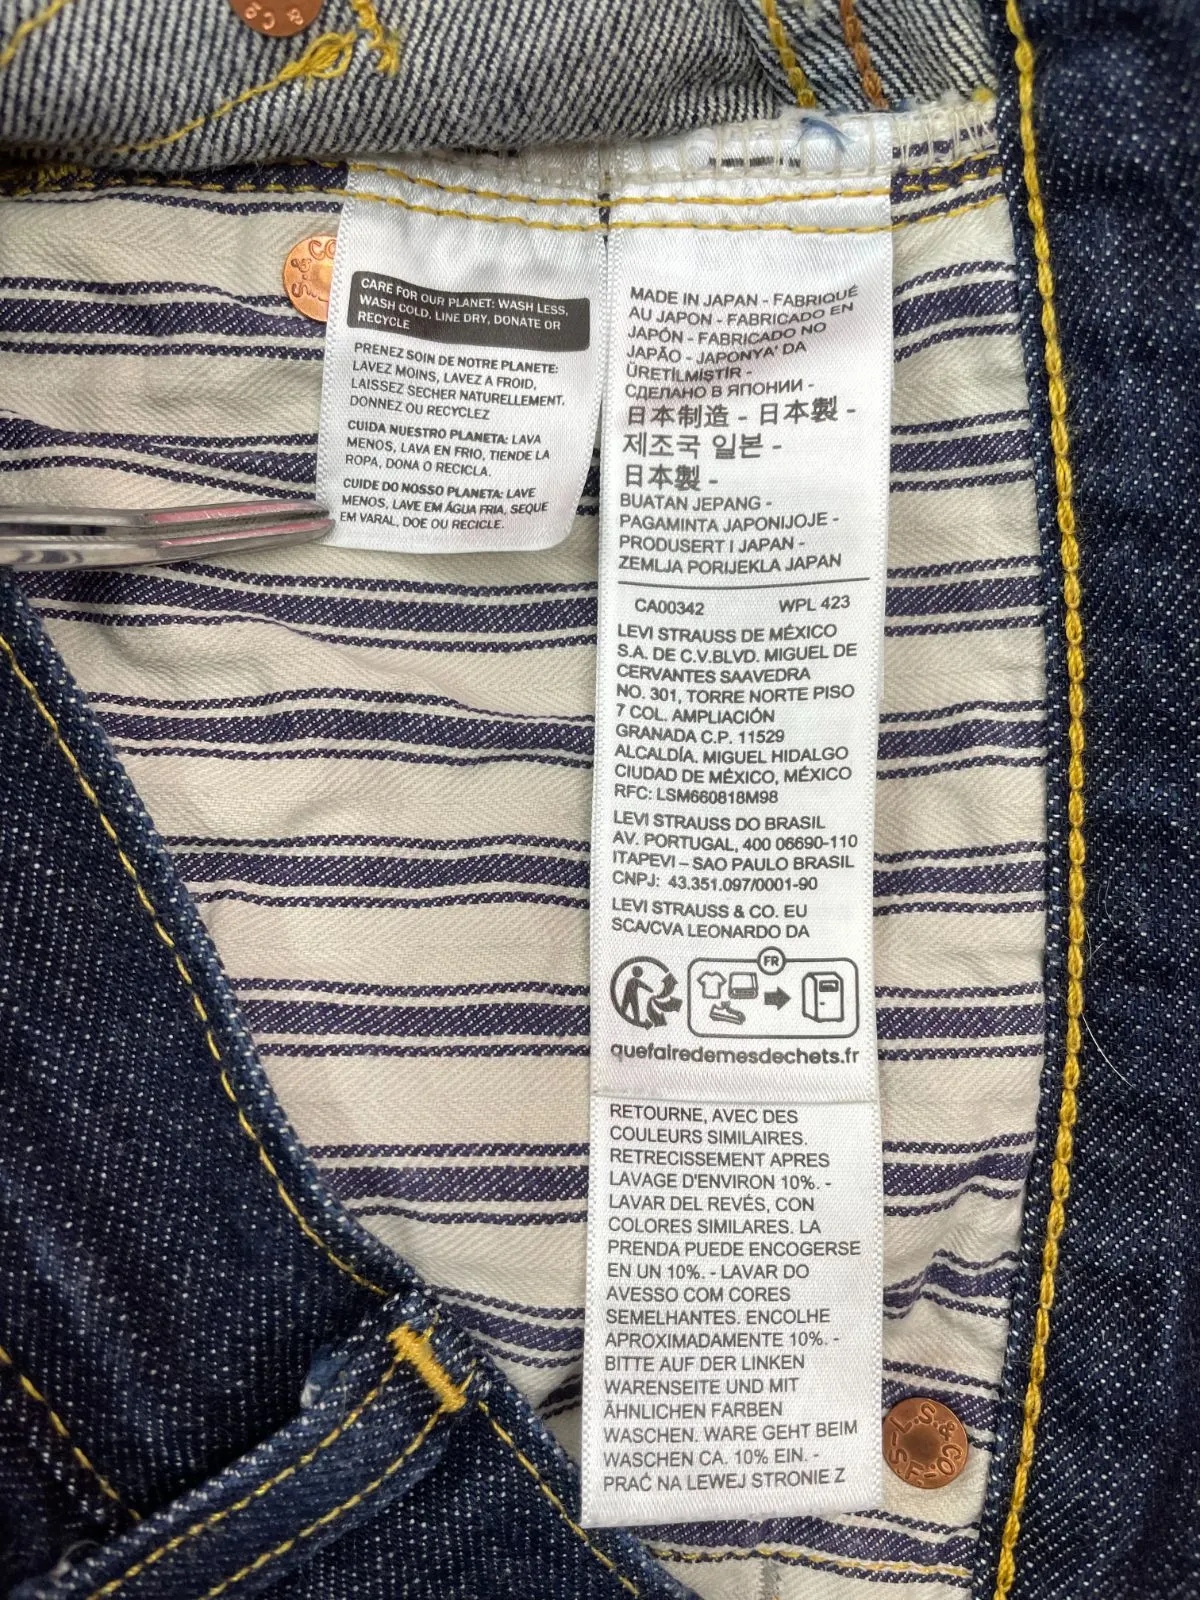 & Co
CARE FOR OUR PLANET: WASH LESS,
WASH COLD, LINE DRY, DONATE OR
RECYCLE
PRENEZ SOIN DE NOTRE PLANETE:
LAVEZ MOINS, LAVEZ A FROID,
LAISSEZ SECHER NATURELLEMENT,
DONNEZ OU RECYCLEZ
CUIDA NUESTRO PLANETA: LAVA
MENOS, LAVA EN FRIO, TIENDE LA
ROPA, DONA O RECICLA.
CUIDE DO NOSSO PLANETA: LAVE
MENOS, LAVE EM ÁGUA FRIA, SEQUE
EM VARAL, DOE OU RECICLE.
MADE IN JAPAN - FABRIQUÉ
AU JAPON - FABRICADO EN
JAPÓN - FABRICADO NO
JAPÃO - JAPONYA' DA
ÜRETİLMİŞTİR -
СДЕЛАНО В ЯПОНИИ -
日本制造 - 日本製 -
제조국 일본 -
日本製 -
BUATAN JEPANG -
PAGAMINTA JAPONIJOJE -
PRODUSERT I JAPAN -
ZEMLJA PORIJEKLA JAPAN
CA00342 WPL 423
LEVI STRAUSS DE MÉXICO
S.A. DE C.V.BLVD. MIGUEL DE
CERVANTES SAAVEDRA
NO. 301, TORRE NORTE PISO
7 COL. AMPLIACIÓN
GRANADA C.P. 11529
ALCALDÍA. MIGUEL HIDALGO
CIUDAD DE MÉXICO, MÉXICO
RFC: LSM660818M98
LEVI STRAUSS DO BRASIL
AV. PORTUGAL, 400 06690-110
ITAPEVI – SAO PAULO BRASIL
CNPJ: 43.351.097/0001-90
LEVI STRAUSS & CO. EU
SCA/CVA LEONARDO DA
FR
quefairedemesdechets.fr
RETOURNE, AVEC DES
COULEURS SIMILAIRES.
RETRECISSEMENT APRES
LAVAGE D'ENVIRON 10%. -
LAVAR DEL REVÉS, CON
COLORES SIMILARES. LA
PRENDA PUEDE ENCOGERSE
EN UN 10%. - LAVAR DO
AVESSO COM CORES
SEMELHANTES. ENCOLHE
APROXIMADAMENTE 10%. -
BITTE AUF DER LINKEN
WARENSEITE UND MIT
ÄHNLICHEN FARBEN
WASCHEN. WARE GEHT BEIM
WASCHEN CA. 10% EIN. -
PRAĆ NA LEWEJ STRONIE Z
L.S.&CO
-S.F.-